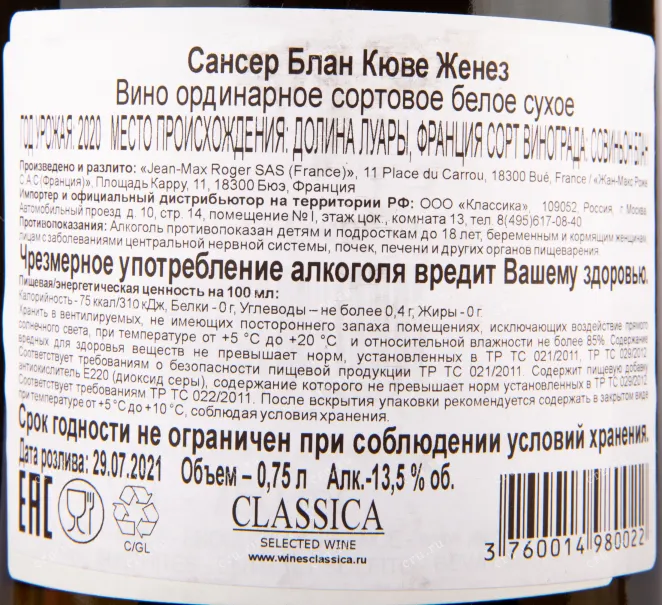 Сансер Блан Кюве Женез
Вино ординарное сортовое белое сухое
ГОД УРОЖАЯ: 2020 МЕСТО ПРОИСХОЖДЕНИЯ: ДОЛИНА ЛУАРЫ, ФРАНЦИЯ СОРТ ВИНОГРАДА: СОВИНЬОН БЛАН
Произведено и разлито: «Jean-Max Roger SAS (France)», 11 Place du Carrou, 18300 Bué, France / «Жан-Макс Роже
С.А.С (Франция)», Площадь Карру, 11, 18300 Бюэ, Франция
Импортер и официальный дистрибьютор на территории РФ: ООО «Классика», 109052, Россия, г Москва,
Автомобильный проезд, д. 10, стр. 14, помещение № I, этаж цок., комната 13, тел. 8(495)617-08-40
Противопоказания: Алкоголь противопоказан детям и подросткам до 18 лет, беременным и кормящим женщинам,
лицам с заболеваниями центральной нервной системы, почек, печени и других органов пищеварения.
Чрезмерное употребление алкоголя вредит Вашему здоровью.
Пищевая/энергетическая ценность на 100 мл:
Калорийность - 75 ккал/310 кДж, Белки - 0 г, Углеводы – не более 0,4 г; Жиры - 0 г.
Хранить в вентилируемых, не имеющих постороннего запаха помещениях, исключающих воздействие прямого
солнечного света, при температуре от +5 °C до +20 °C и относительной влажности не более 85%. Содержание
вредных для здоровья веществ не превышает норм, установленных в ТР ТС 021/2011, ТР ТС 029/2012.
Соответствует требованиям о безопасности пищевой продукции ТР ТС 021/2011. Содержит пищевую добавку
антиокислитель Е220 (диоксид серы), содержание которого не превышает норм установленных в ТР ТС 029/2012.
Соответствует требованиям ТР ТС 022/2011. После вскрытия упаковки рекомендуется хранить в закрытом виде
при температуре от +5 °C до +10 °C, соблюдая условия хранения.
Срок годности не ограничен при соблюдении условий хранения.
Дата розлива: 29.07.2021 Объем – 0,75 л Алк.-13,5 % об.
EAC
C/GL
CLASSICA
SELECTED WINE
www.winesclassica.ru
3 760014 980022